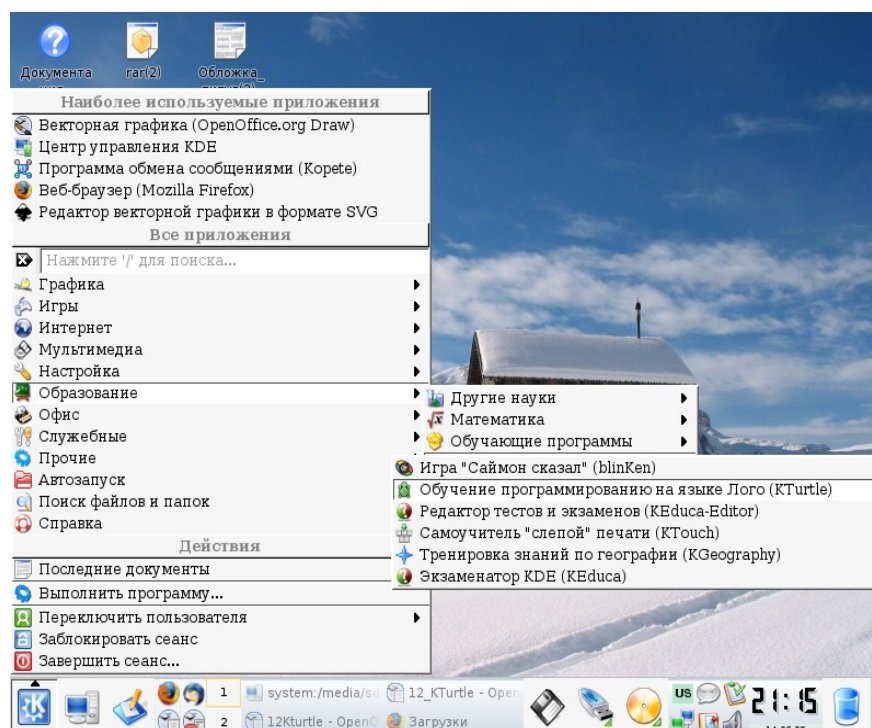 Документа
rar(2)
Обложка_
Наиболее используемые приложения
Векторная графика (OpenOffice.org Draw)
Центр управления KDE
Программа обмена сообщениями (Kopete)
Веб-браузер (Mozilla Firefox)
Редактор векторной графики в формате SVG
Все приложения
Нажмите '/' для поиска...
Графика
Игры
Интернет
Мультимедиа
Настройка
Образование
Офис
Служебные
Прочие
Автозапуск
Поиск файлов и папок
Справка
Другие науки
Математика
Обучающие программы
Игра "Саймон сказал" (blinKen)
Обучение программированию на языке Лого (KTurtle)
Редактор тестов и экзаменов (KEduca-Editor)
Самоучитель "слепой" печати (KTouch)
Тренировка знаний по географии (KGeography)
Экзаменатор KDE (KEduca)
Действия
Последние документы
Выполнить программу...
Переключить пользователя
Заблокировать сеанс
Завершить сеанс...
1
system:/media/sd
12_KTurtle - Open
US
21:15
2
12Kturtle - OpenO
Загрузки